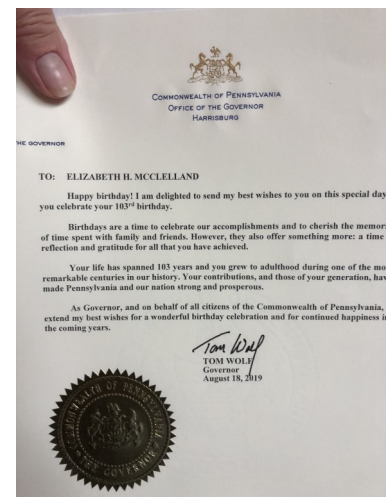 COMMONWEALTH OF PENNSYLVANIA
OFFICE OF THE GOVERNOR
HARRISBURG
HE GOVERNOR
TO: ELIZABETH H. MCCLELLAND
Happy birthday! I am delighted to send my best wishes to you on this special day
you celebrate your 103rd birthday.
Birthdays are a time to celebrate our accomplishments and to cherish the memor
of time spent with family and friends. However, they also offer something more: a time
reflection and gratitude for all that you have achieved.
Your life has spanned 103 years and you grew to adulthood during one of the mo
remarkable centuries in our history. Your contributions, and those of your generation, hav
made Pennsylvania and our nation strong and prosperous.
As Governor, and on behalf of all citizens of the Commonwealth of Pennsylvania,
extend my best wishes for a wonderful birthday celebration and for continued happiness in
the coming years.
Tom Wolf
TOM WOLF
Governor
August 18, 2019
COMMONWEALTH OF PENNSYLVANIA
GOVERNOR